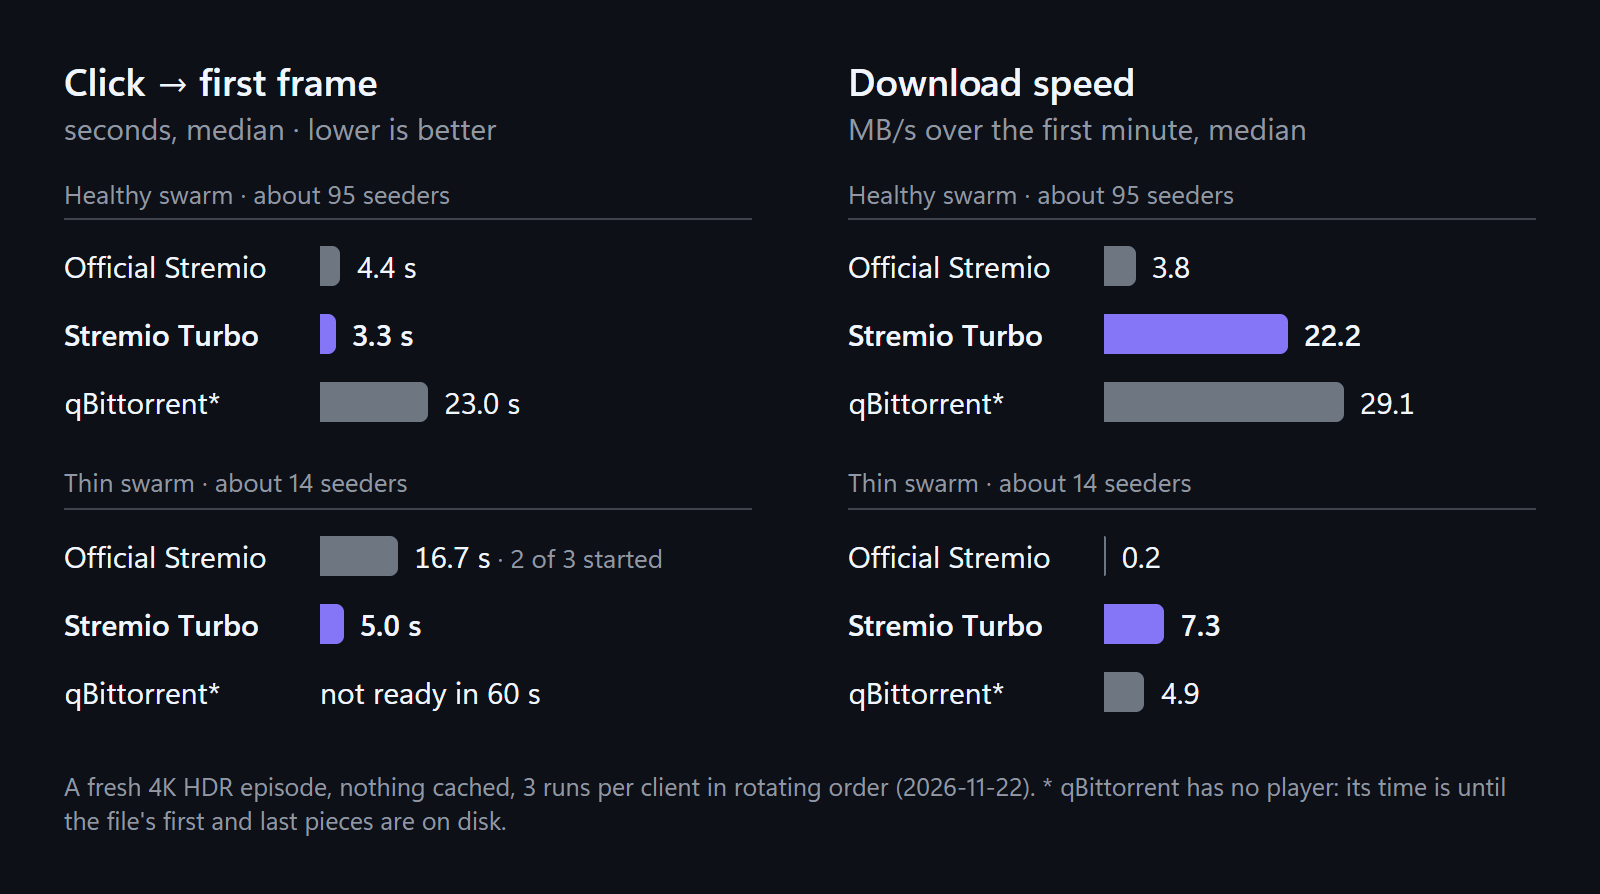 Click → first frame
seconds, median · lower is better
Healthy swarm · about 95 seeders
Official Stremio 4.4 s
Stremio Turbo 3.3 s
qBittorrent* 23.0 s
Thin swarm · about 14 seeders
Official Stremio 16.7 s · 2 of 3 started
Stremio Turbo 5.0 s
qBittorrent* not ready in 60 s
Download speed
MB/s over the first minute, median
Healthy swarm · about 95 seeders
Official Stremio 3.8
Stremio Turbo 22.2
qBittorrent* 29.1
Thin swarm · about 14 seeders
Official Stremio 0.2
Stremio Turbo 7.3
qBittorrent* 4.9
A fresh 4K HDR episode, nothing cached, 3 runs per client in rotating order (2026-11-22). * qBittorrent has no player: its time is until
the file's first and last pieces are on disk.